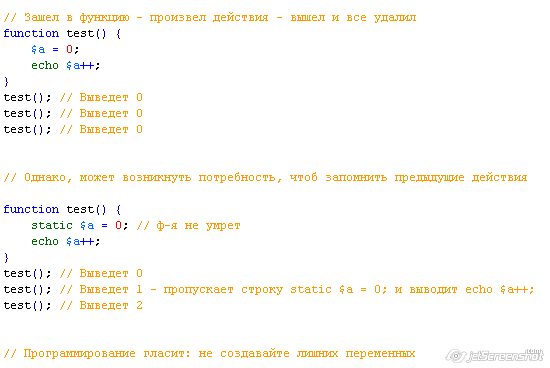 // Зашел в функцию - произвел действия - вышел и все удалил
function test() {
    $a = 0;
    echo $a++;
}
test(); // Выведет 0
test(); // Выведет 0
test(); // Выведет 0
// Однако, может возникнуть потребность, чтоб запомнить предыдущие действия
function test() {
    static $a = 0; // ф-я не умрет
    echo $a++;
}
test(); // Выведет 0
test(); // Выведет 1 - пропускает строку static $a = 0; и выводит echo $a++;
test(); // Выведет 2
// Программирование гласит: не создавайте лишних переменных
jetScreenshot